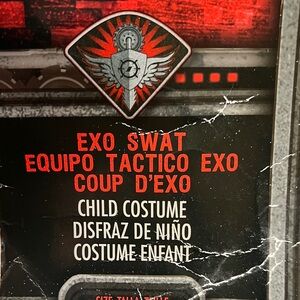 EXO SWAT
EQUIPO TACTICO EXO
COUP D'EXO
CHILD COSTUME
DISFRAZ DE NIÑO
COSTUME ENFANT